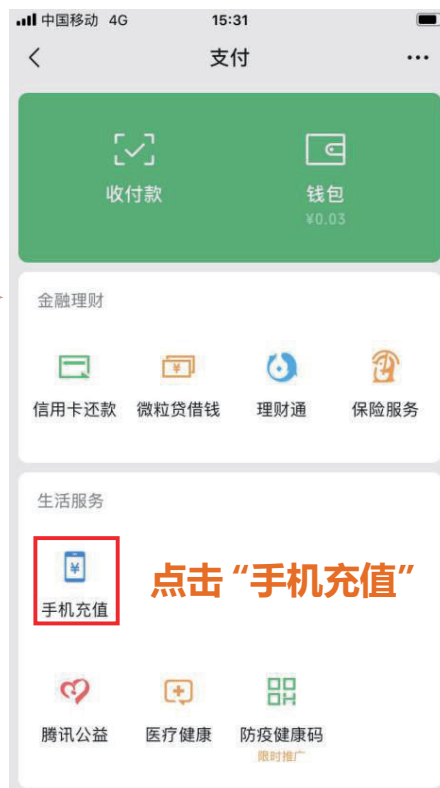 中国移动 4G 15:31
支付
收付款 钱包
¥0.03
金融理财
信用卡还款 微粒贷借钱 理财通 保险服务
生活服务
点击“手机充值”
手机充值
腾讯公益 医疗健康 防疫健康码
限时推广